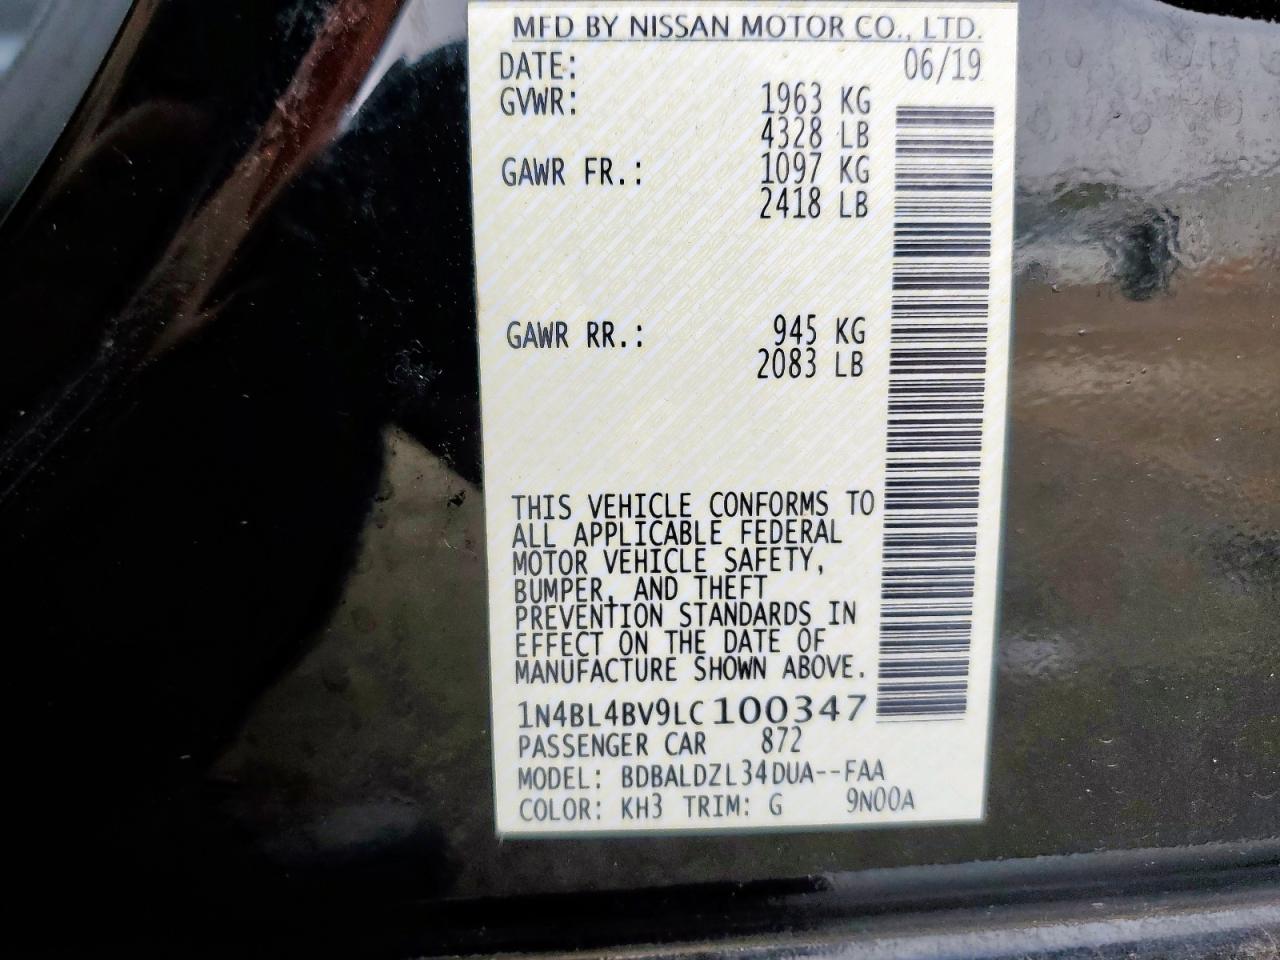 MFD BY NISSAN MOTOR CO., LTD.
DATE: 06/19
GVWR: 1963 KG
4328 LB
GAWR FR.: 1097 KG
2418 LB
GAWR RR.: 945 KG
2083 LB
THIS VEHICLE CONFORMS TO
ALL APPLICABLE FEDERAL
MOTOR VEHICLE SAFETY,
BUMPER, AND THEFT
PREVENTION STANDARDS IN
EFFECT ON THE DATE OF
MANUFACTURE SHOWN ABOVE.
1N4BL4BV9LC100347
PASSENGER CAR 872
MODEL: BDBALDZL34DUA--FAA
COLOR: KH3 TRIM: G 9N00A